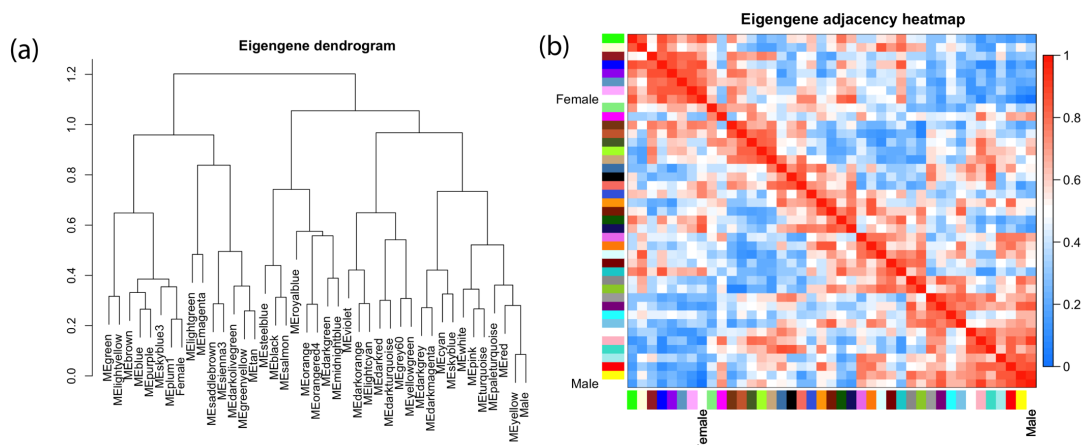 (a)
Eigengene dendrogram
1.2
1.0
0.8
0.6
0.4
0.2
0.0
MEgreen
MElightyellow
MEbrown
MEblue
MEpurple
MEskyblue3
MEplum1
Female
MElightgreen
MEmagenta
MEsaddlebrown
MEsienna3
MEdarkolivegreen
MEgreenyellow
MEtan
MEsteelblue
MEblack
MEsalmon
MEroyalblue
MEorange
MEorangered4
MEdarkgreen
MEmidnightblue
MEviolet
MEdarkorange
MElightcyan
MEdarkred
MEdarkturquoise
MEgrey60
MEyellowgreen
MEdarkgrey
MEdarkmagenta
MEcyan
MEskyblue
MEwhite
MEpink
MEturquoise
MEpaleturquoise
MEred
MEyellow
Male
(b)
Eigengene adjacency heatmap
Female
Male
emale
Male
1
0.8
0.6
0.4
0.2
0